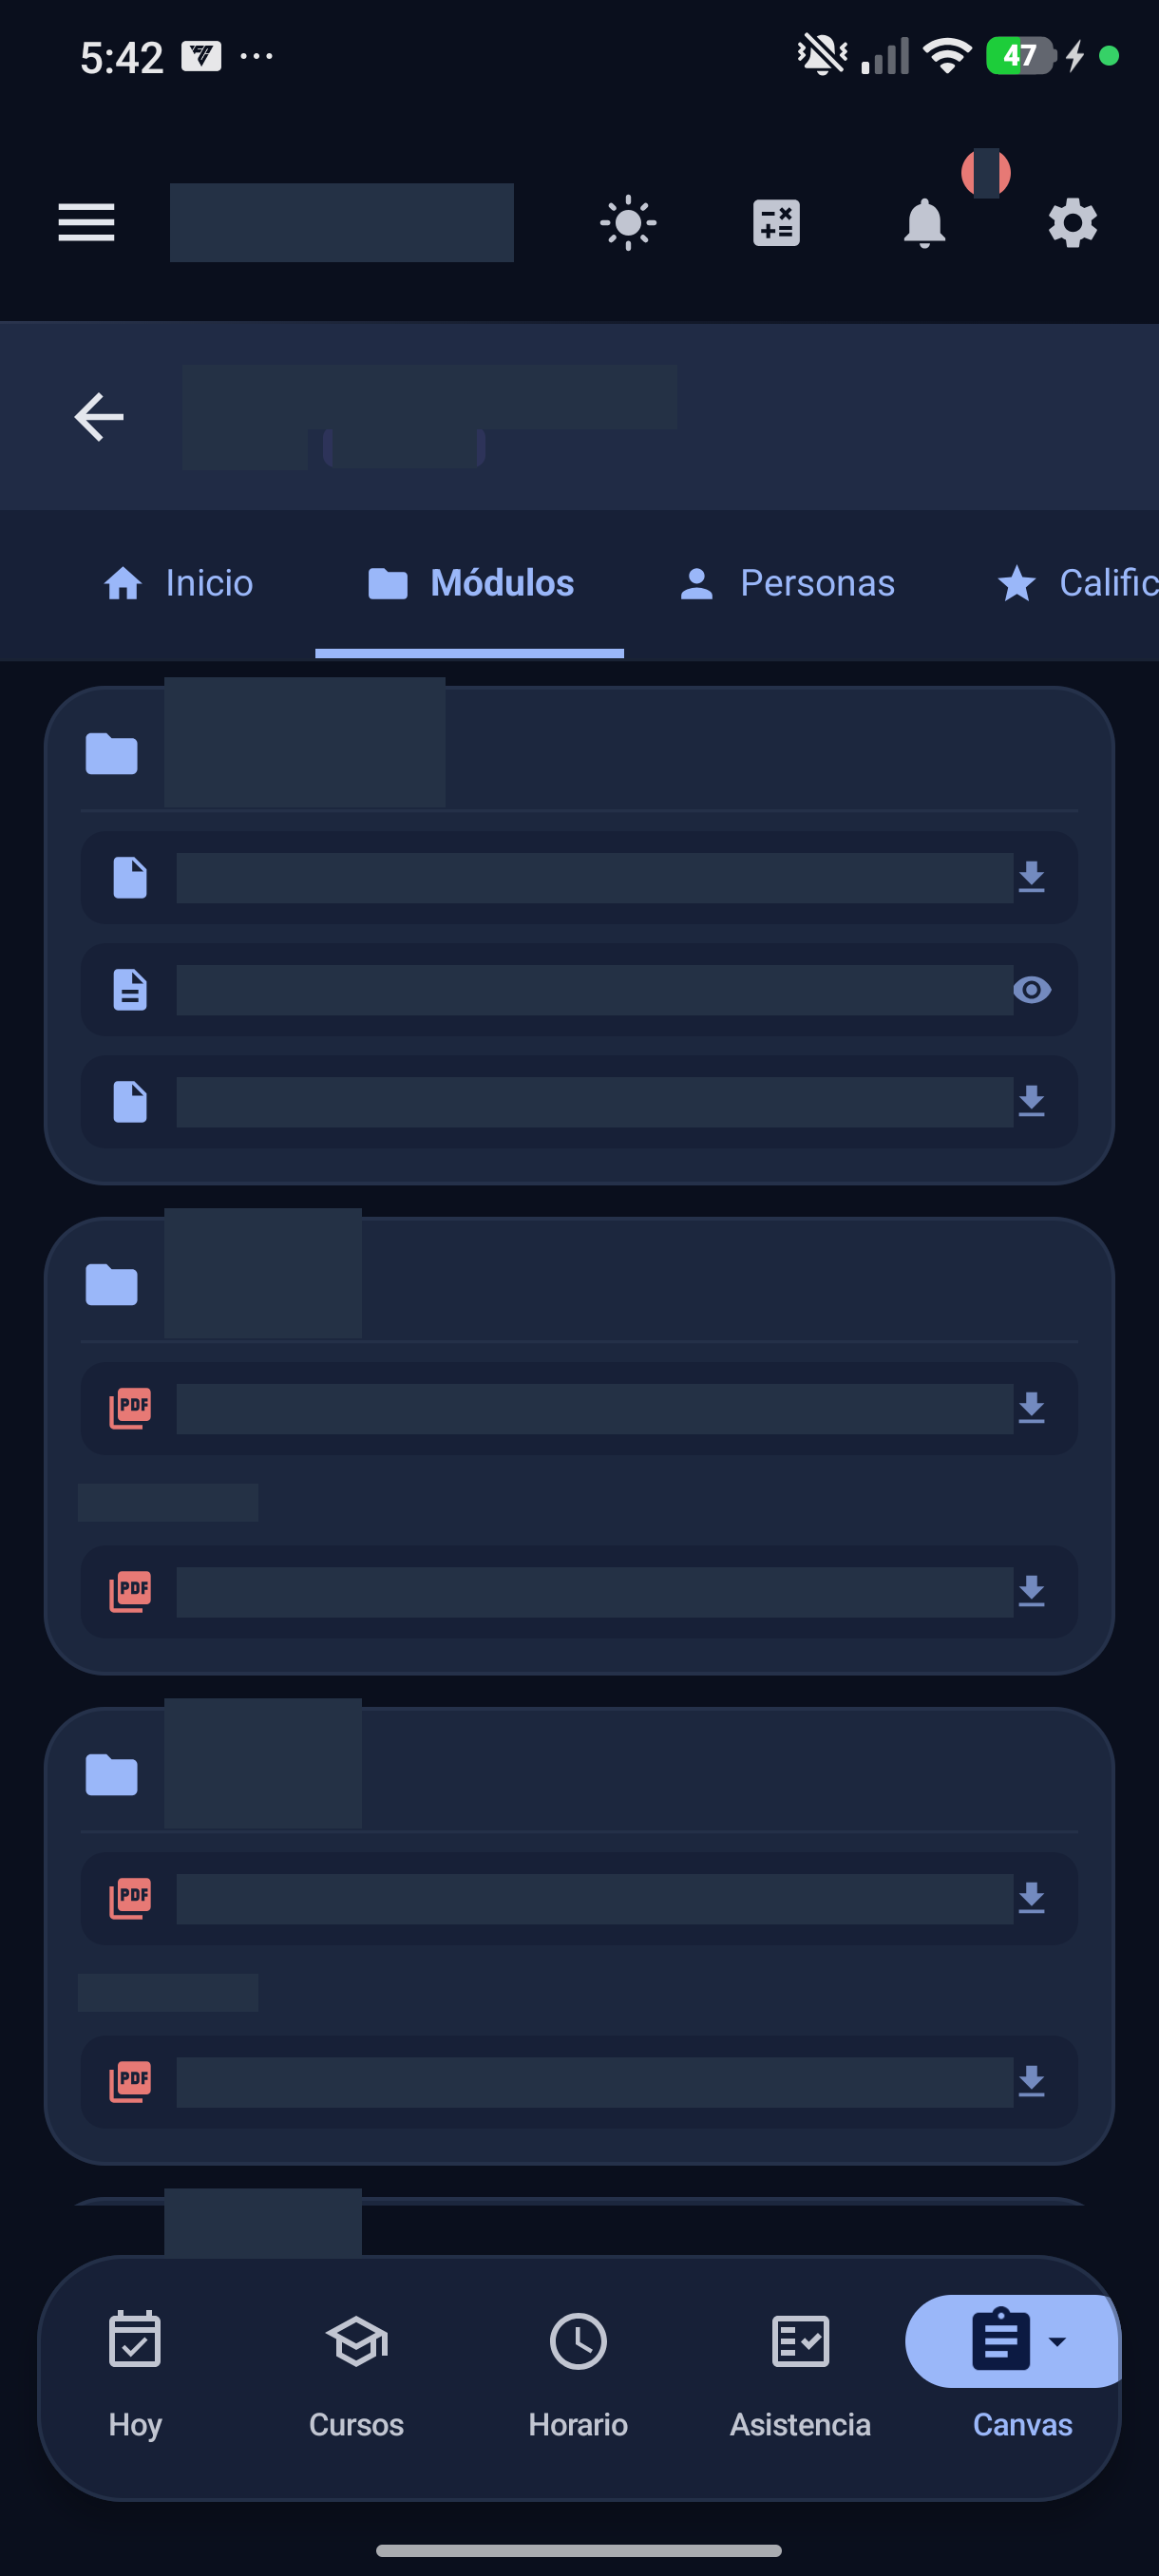 5:42
47
Inicio
Módulos
Personas
Calific
PDF
PDF
PDF
PDF
Hoy
Cursos
Horario
Asistencia
Canvas